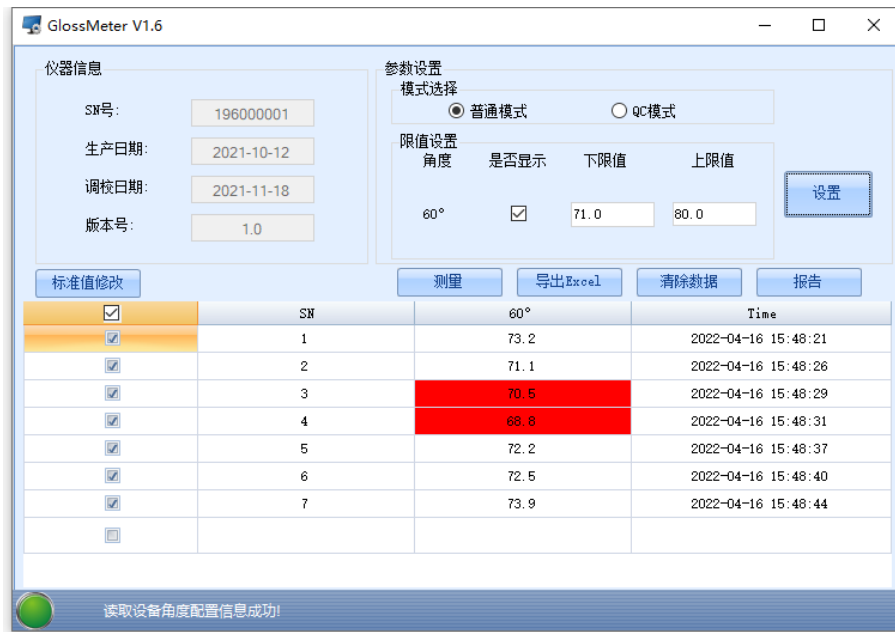 GlossMeter V1.6
仪器信息
SN号:
196000001
生产日期:
2021-10-12
调校日期:
2021-11-18
版本号:
1.0
参数设置
模式选择
普通模式 QC模式
限值设置
角度 是否显示 下限值 上限值
60° 71.0 80.0
设置
标准值修改 测量 导出Excel 清除数据 报告
SN 60° Time
1 73.2 2022-04-16 15:48:21
2 71.1 2022-04-16 15:48:26
3 70.5 2022-04-16 15:48:29
4 68.8 2022-04-16 15:48:31
5 72.2 2022-04-16 15:48:37
6 72.5 2022-04-16 15:48:40
7 73.9 2022-04-16 15:48:44
读取设备角度配置信息成功!